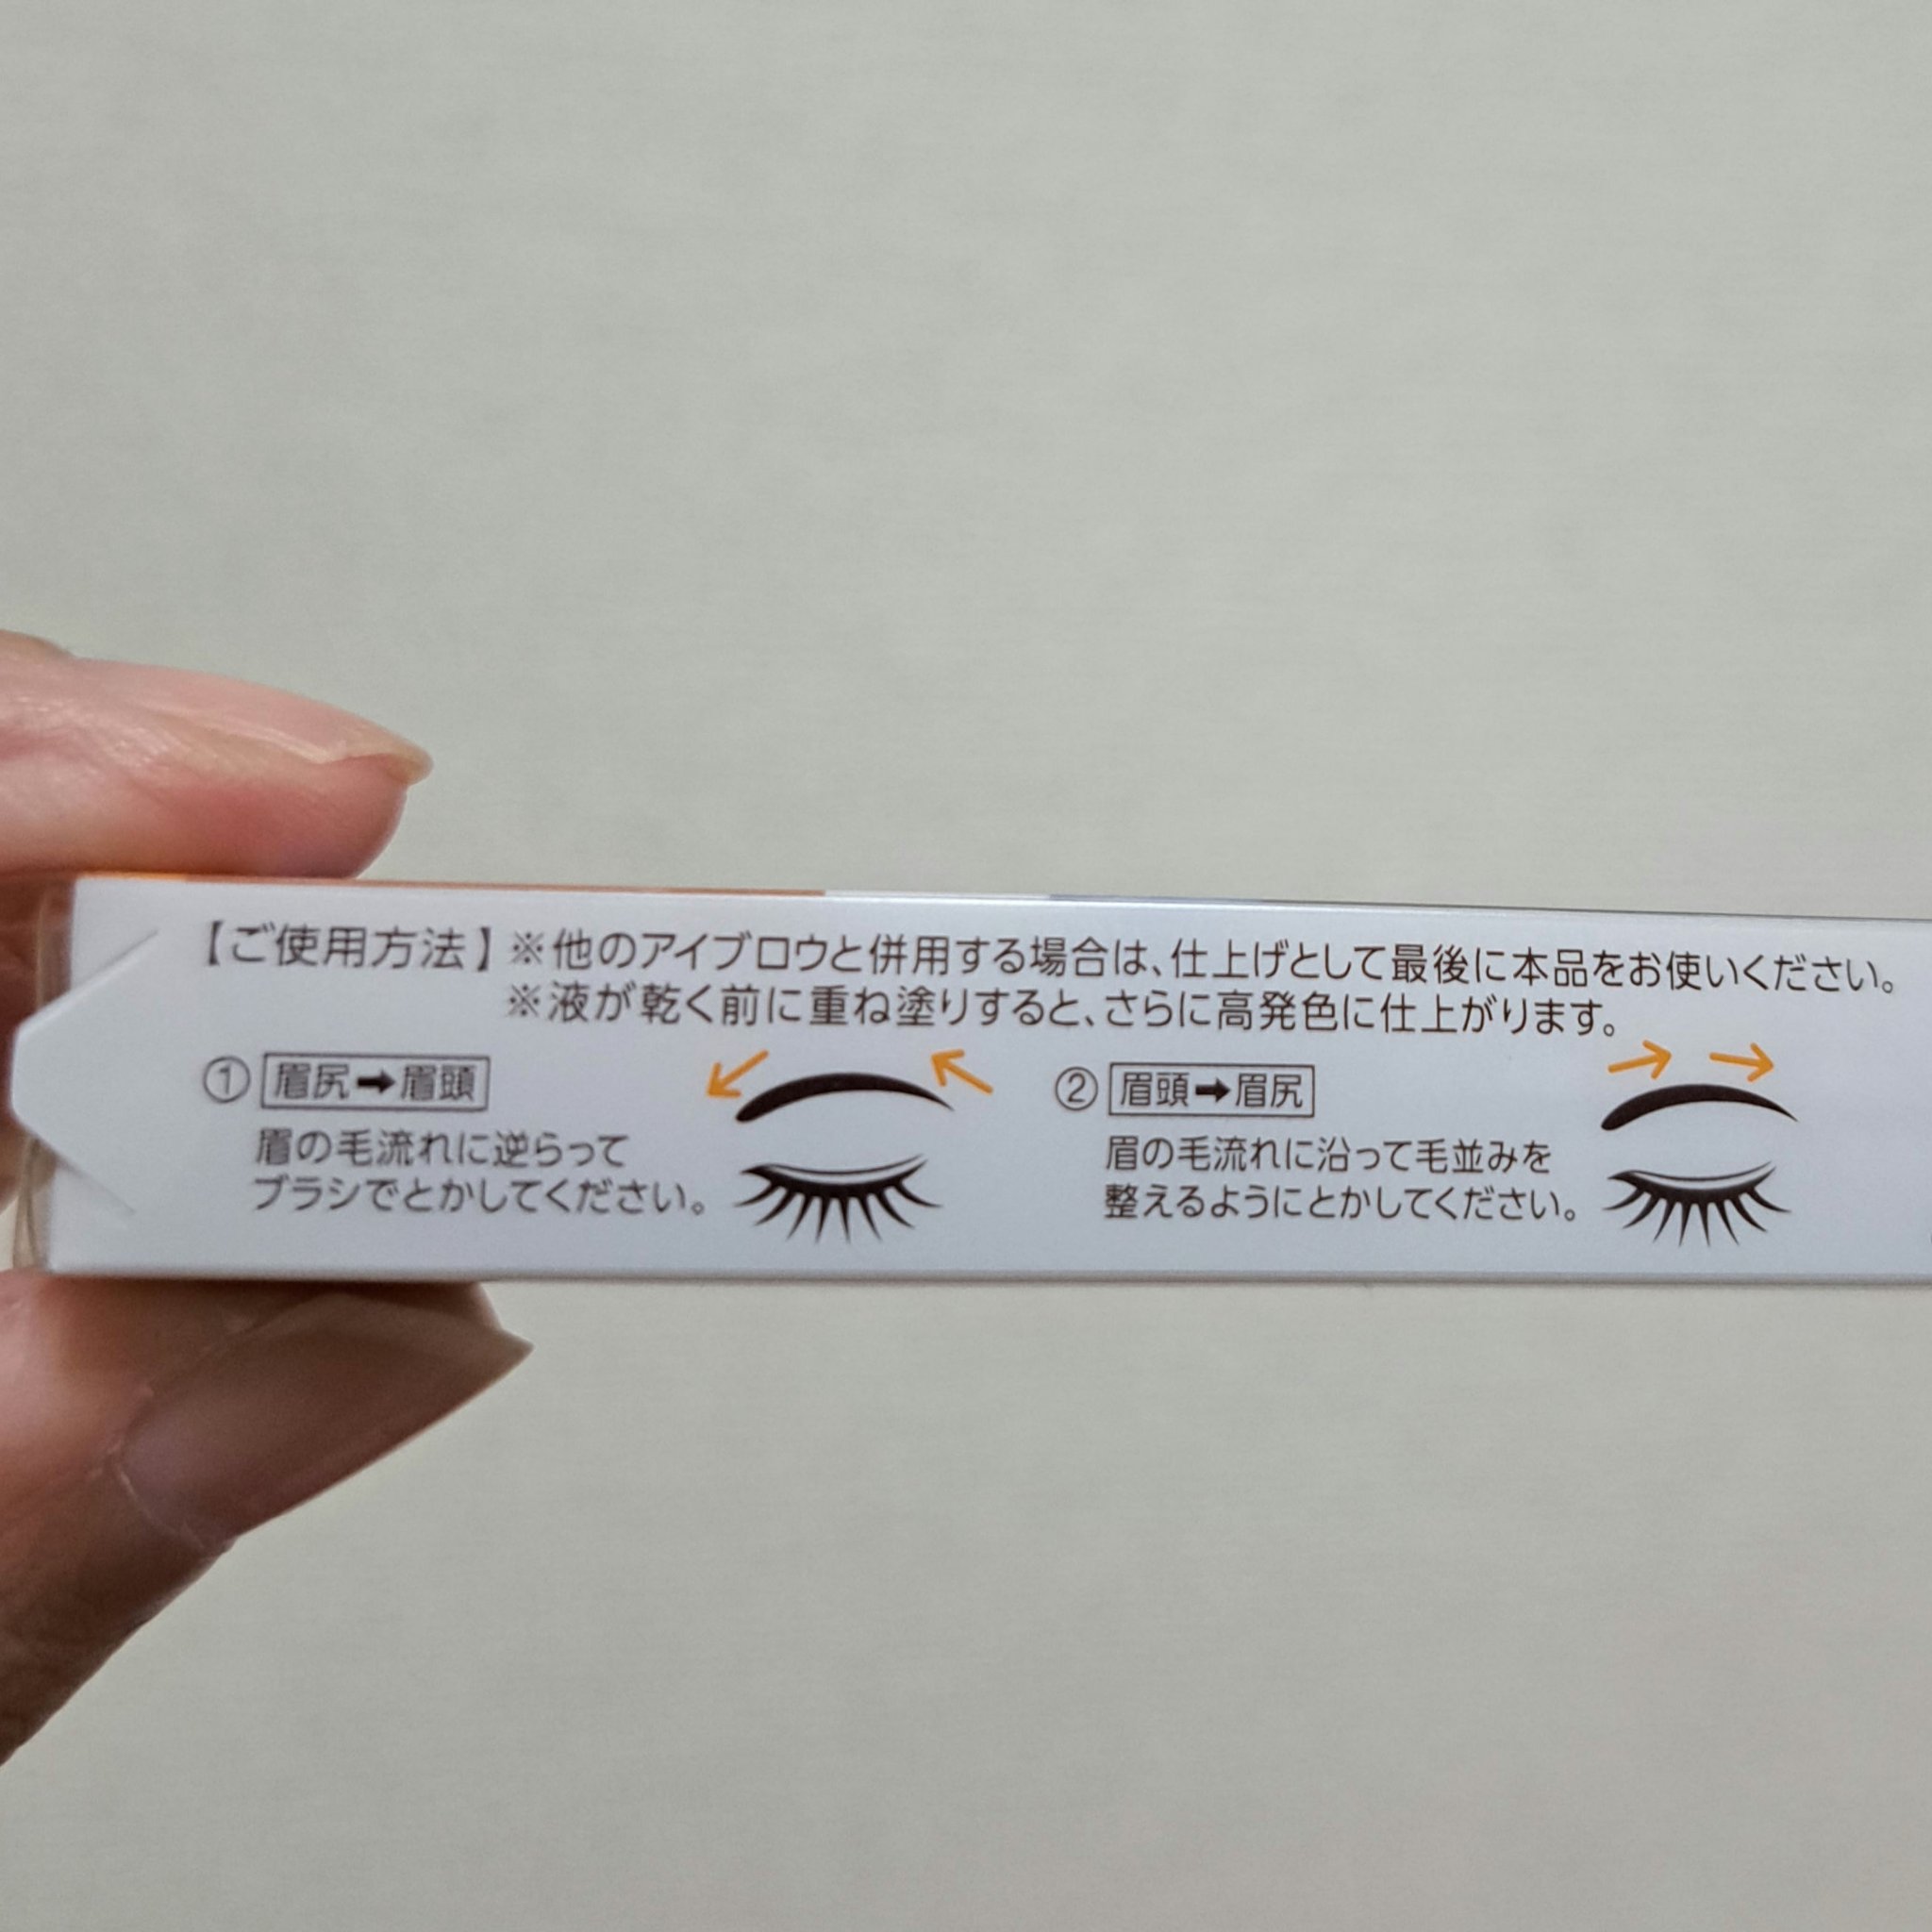 【ご使用方法】※他のアイブロウと併用する場合は、仕上げとして最後に本品をお使いください。
※液が乾く前に重ね塗りすると、さらに高発色に仕上がります。
① 眉尻➡眉頭
眉の毛流れに逆らって
ブラシでとかしてください。
② 眉頭➡眉尻
眉の毛流れに沿って毛並みを
整えるようにとかしてください。